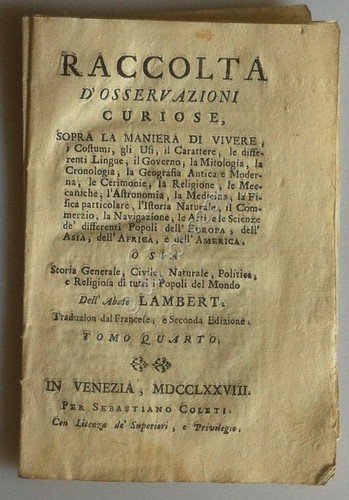 RACCOLTA
D'OSSERVAZIONI
CURIOSE,
SOPRA LA MANIERA DI VIVERE,
i Costumi, gli Usi, il Carattere, le diffe-
renti Lingue, il Governo, la Mitologia, la
Cronologia, la Geografia Antica e Moder-
na, le Cerimonie, la Religione, le Mec-
caniche, l'Astronomia, la Medicina, la Fi-
sica particolare, l'Istoria Naturale, il Com-
merzio, la Navigazione, le Arti, e le Scienze
de' differenti Popoli dell'EUROPA, dell'
ASIA, dell'AFRICA, e dell'AMERICA.
O SIA
Storia Generale, Civile, Naturale, Politica,
e Religiosa di tutti i Popoli del Mondo
Dell' Abate LAMBERT.
Traduzion dal Francese, e Seconda Edizione.
TOMO QUARTO.
IN VENEZIA, MDCCLXXVIII.
PER SEBASTIANO COLETI.
Con Licenza de' Superiori, e Privilegio.